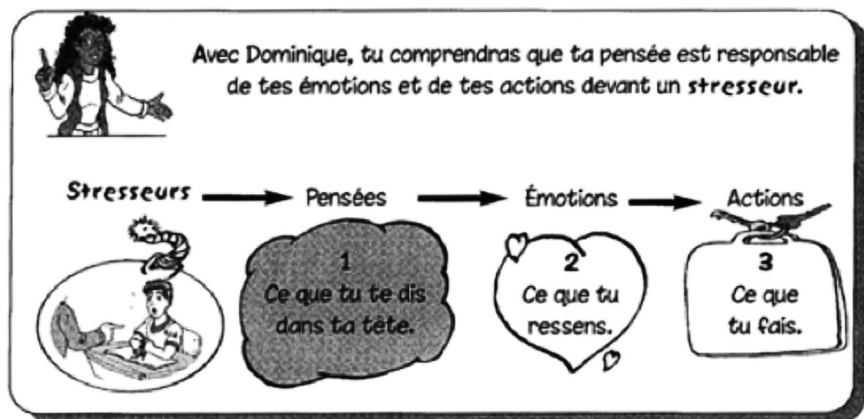 Avec Dominique, tu comprendras que ta pensée est responsable
de tes émotions et de tes actions devant un stresseur.
Stresseurs
Pensées
Émotions
Actions
1
Ce que tu te dis
dans ta tête.
2
Ce que tu
ressens.
3
Ce que
tu fais.